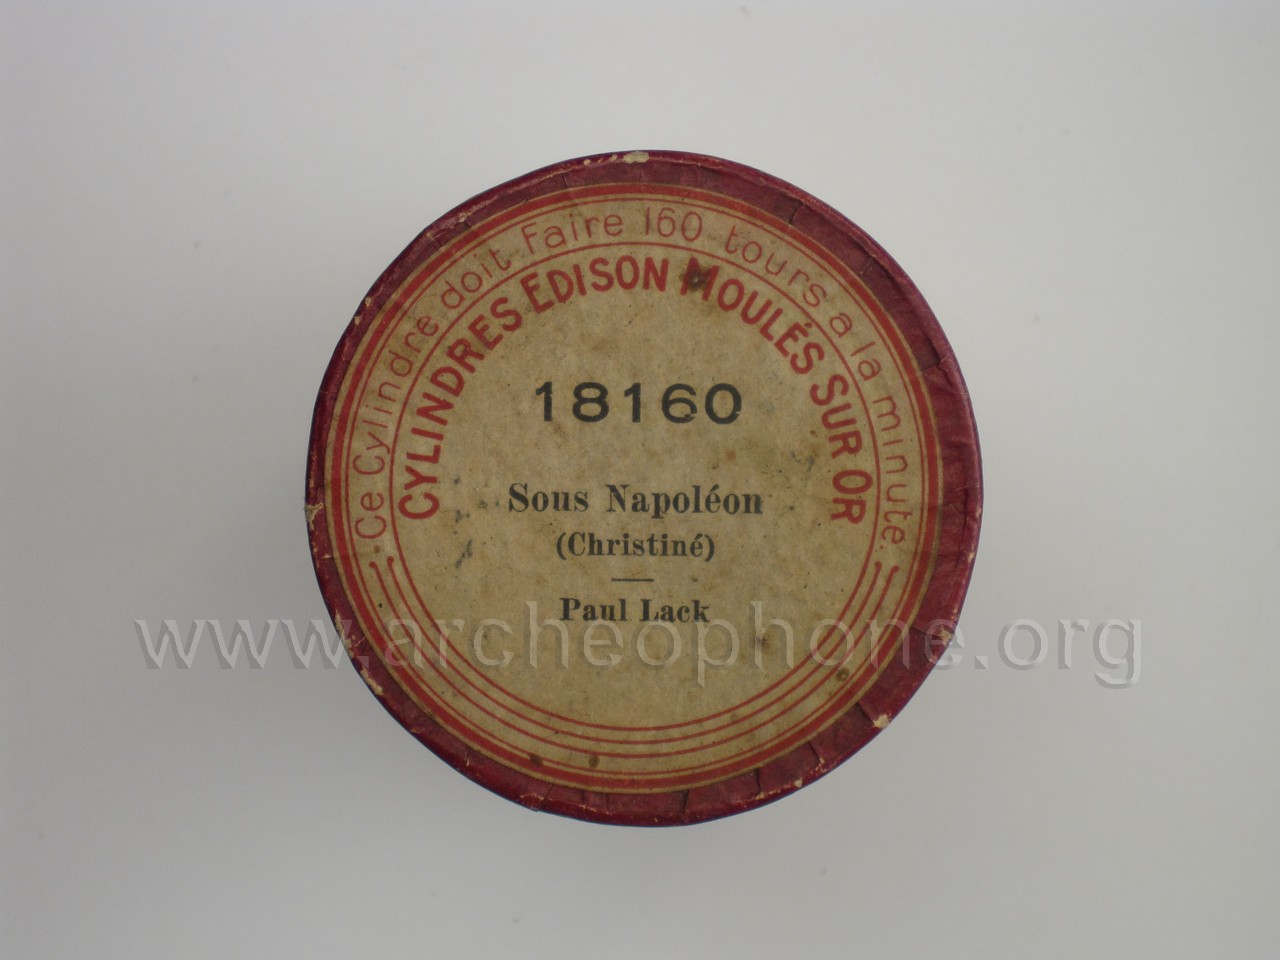 Ce Cylindre doit Faire 160 tours a la minute.
CYLINDRES EDISON MOULÉS SUR OR
18160
Sous Napoléon
(Christiné)
Paul Lack
www.archeophone.org